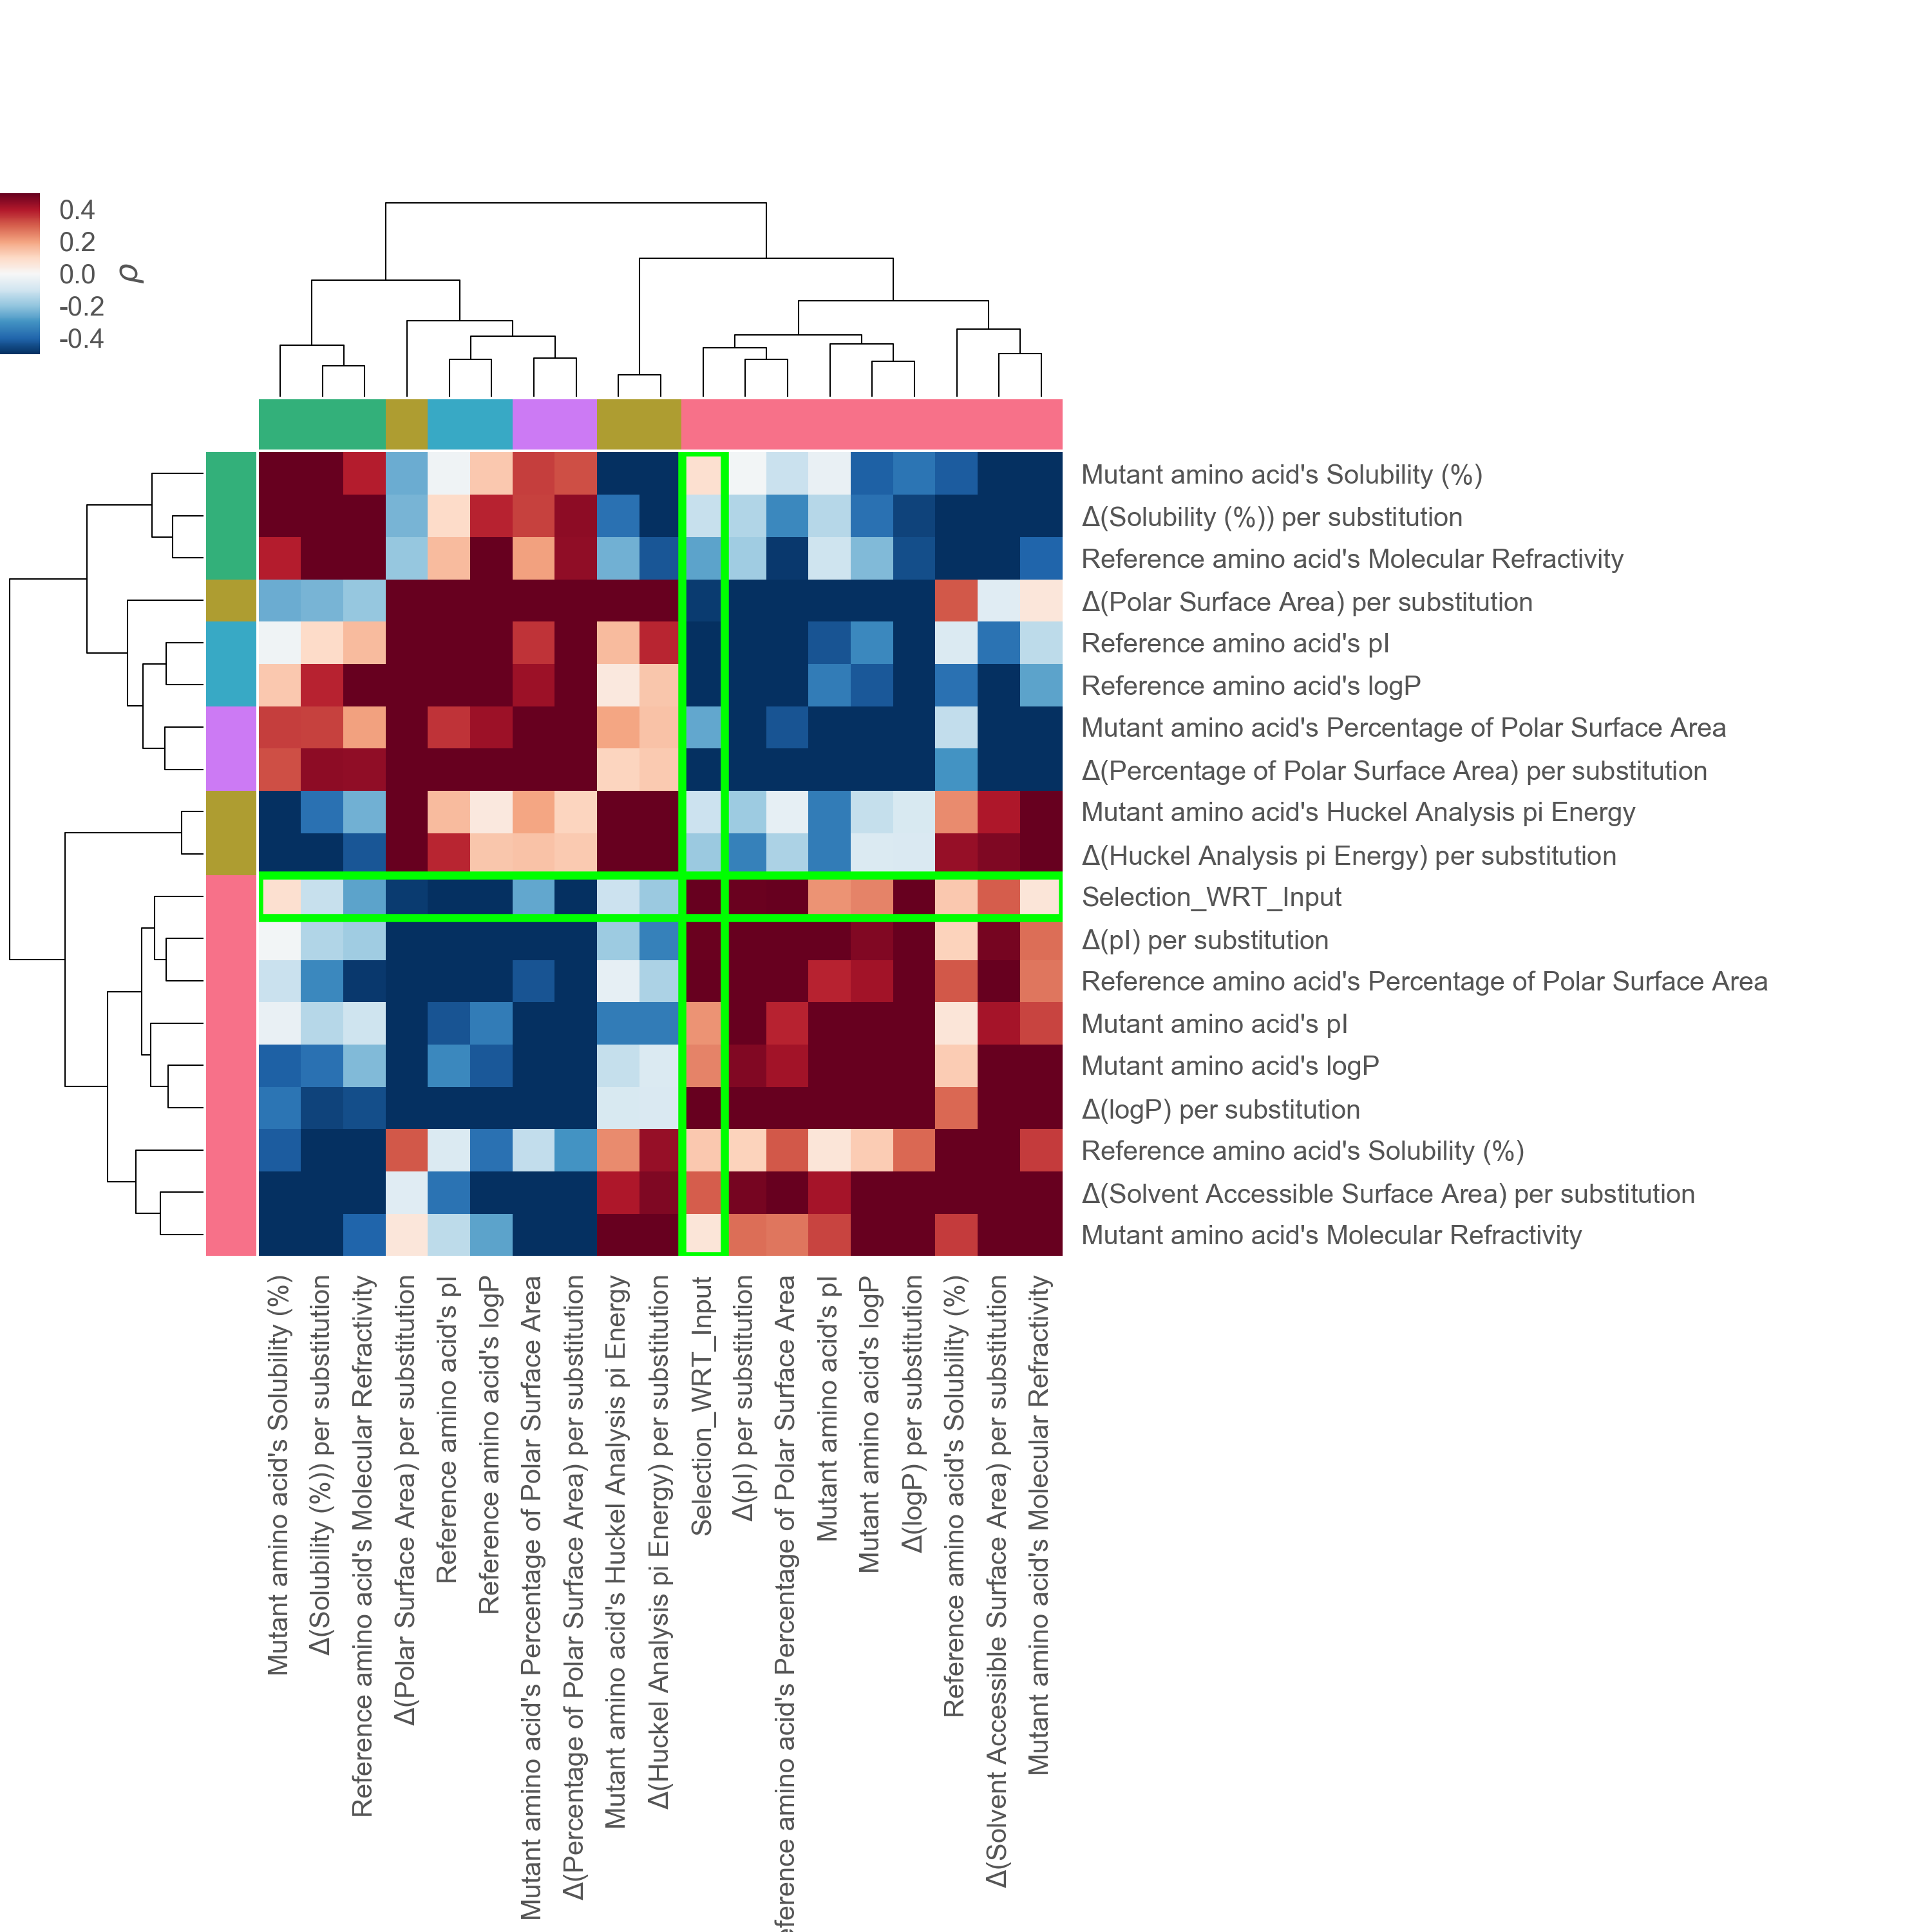 0.4
0.2
0.0
-0.2
-0.4
ρ
Mutant amino acid's Solubility (%)
Δ(Solubility (%)) per substitution
Reference amino acid's Molecular Refractivity
Δ(Polar Surface Area) per substitution
Reference amino acid's pI
Reference amino acid's logP
Mutant amino acid's Percentage of Polar Surface Area
Δ(Percentage of Polar Surface Area) per substitution
Mutant amino acid's Huckel Analysis pi Energy
Δ(Huckel Analysis pi Energy) per substitution
Selection_WRT_Input
Δ(pI) per substitution
Reference amino acid's Percentage of Polar Surface Area
Mutant amino acid's pI
Mutant amino acid's logP
Δ(logP) per substitution
Reference amino acid's Solubility (%)
Δ(Solvent Accessible Surface Area) per substitution
Mutant amino acid's Molecular Refractivity
Mutant amino acid's Solubility (%)
Δ(Solubility (%)) per substitution
Reference amino acid's Molecular Refractivity
Δ(Polar Surface Area) per substitution
Reference amino acid's pI
Reference amino acid's logP
Mutant amino acid's Percentage of Polar Surface Area
Δ(Percentage of Polar Surface Area) per substitution
Mutant amino acid's Huckel Analysis pi Energy
Δ(Huckel Analysis pi Energy) per substitution
Selection_WRT_Input
Δ(pI) per substitution
eference amino acid's Percentage of Polar Surface Area
Mutant amino acid's pI
Mutant amino acid's logP
Δ(logP) per substitution
Reference amino acid's Solubility (%)
Δ(Solvent Accessible Surface Area) per substitution
Mutant amino acid's Molecular Refractivity